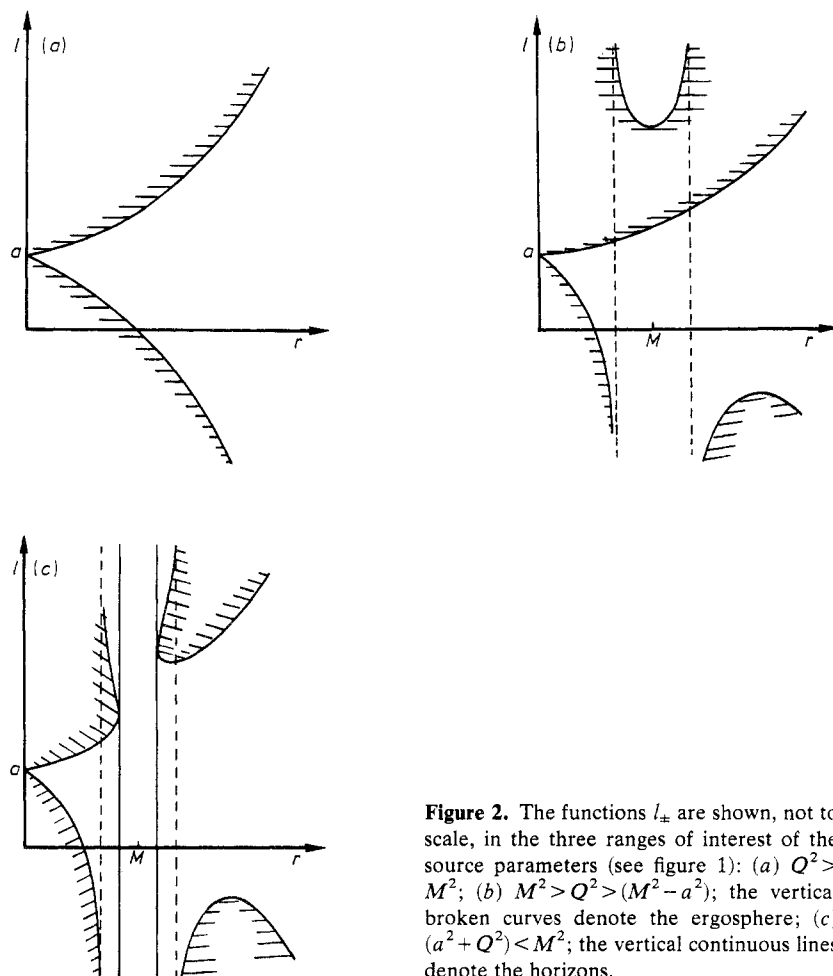 l (a)
a
r
l (b)
a
M
r
l (c)
a
M
r
Figure 2. The functions l± are shown, not to
scale, in the three ranges of interest of the
source parameters (see figure 1): (a) Q²>
M²; (b) M²>Q²>(M²−a²); the vertical
broken curves denote the ergosphere; (c)
(a²+Q²)<M²; the vertical continuous lines
denote the horizons.